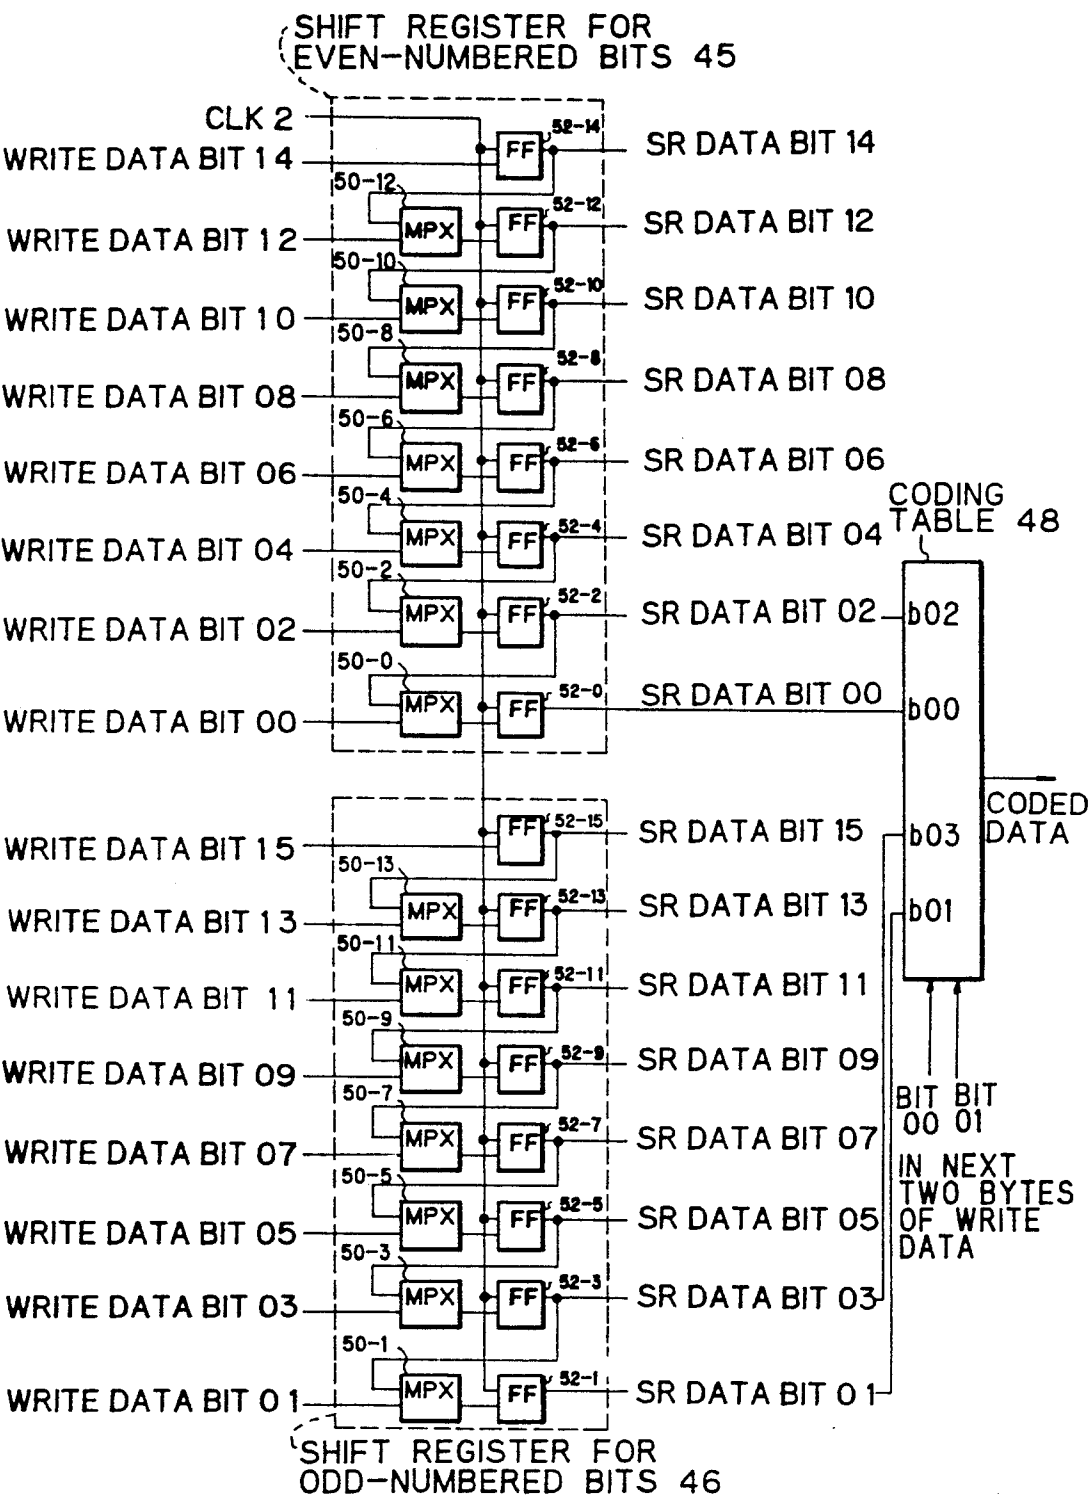 SHIFT REGISTER FOR
EVEN-NUMBERED BITS 45
CLK 2
52-14
WRITE DATA BIT 14
FF
SR DATA BIT 14
50-12
52-12
WRITE DATA BIT 12
MPX
FF
SR DATA BIT 12
50-10
52-10
WRITE DATA BIT 10
MPX
FF
SR DATA BIT 10
50-8
52-8
WRITE DATA BIT 08
MPX
FF
SR DATA BIT 08
50-6
52-6
WRITE DATA BIT 06
MPX
FF
SR DATA BIT 06
50-4
52-4
WRITE DATA BIT 04
MPX
FF
SR DATA BIT 04
50-2
52-2
WRITE DATA BIT 02
MPX
FF
SR DATA BIT 02
50-0
52-0
WRITE DATA BIT 00
MPX
FF
SR DATA BIT 00
52-15
WRITE DATA BIT 15
FF
SR DATA BIT 15
50-13
52-13
WRITE DATA BIT 13
MPX
FF
SR DATA BIT 13
50-11
52-11
WRITE DATA BIT 11
MPX
FF
SR DATA BIT 11
50-9
52-9
WRITE DATA BIT 09
MPX
FF
SR DATA BIT 09
50-7
52-7
WRITE DATA BIT 07
MPX
FF
SR DATA BIT 07
50-5
52-5
WRITE DATA BIT 05
MPX
FF
SR DATA BIT 05
50-3
52-3
WRITE DATA BIT 03
MPX
FF
SR DATA BIT 03
50-1
52-1
WRITE DATA BIT 01
MPX
FF
SR DATA BIT 01
SHIFT REGISTER FOR
ODD-NUMBERED BITS 46
CODING
TABLE 48
b02
b00
b03
b01
CODED
DATA
BIT BIT
00 01
IN NEXT
TWO BYTES
OF WRITE
DATA